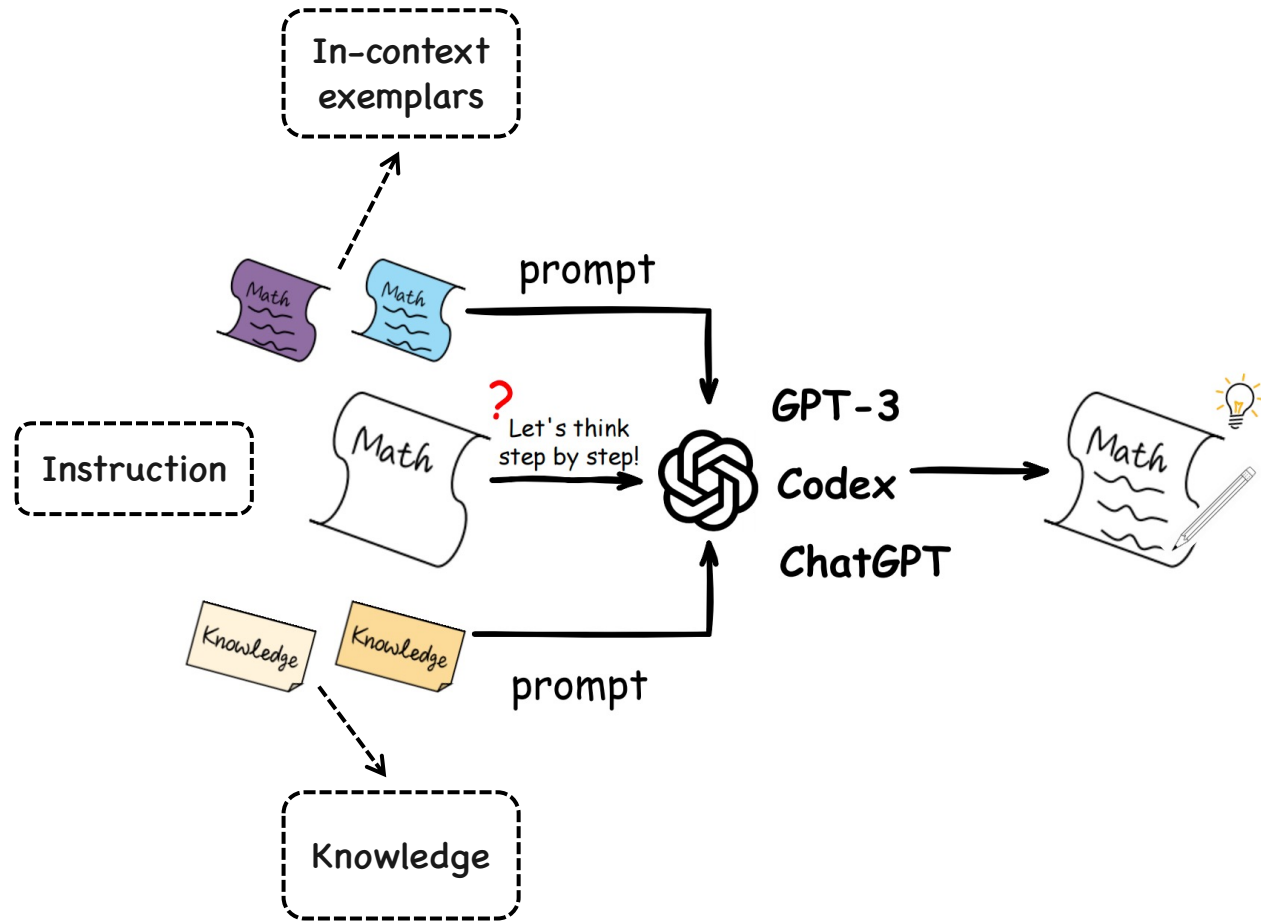 In-context
exemplars
prompt
Math
Math
?
Let's think
step by step!
GPT-3
Codex
ChatGPT
Instruction
Math
Math
Knowledge
Knowledge
prompt
Knowledge